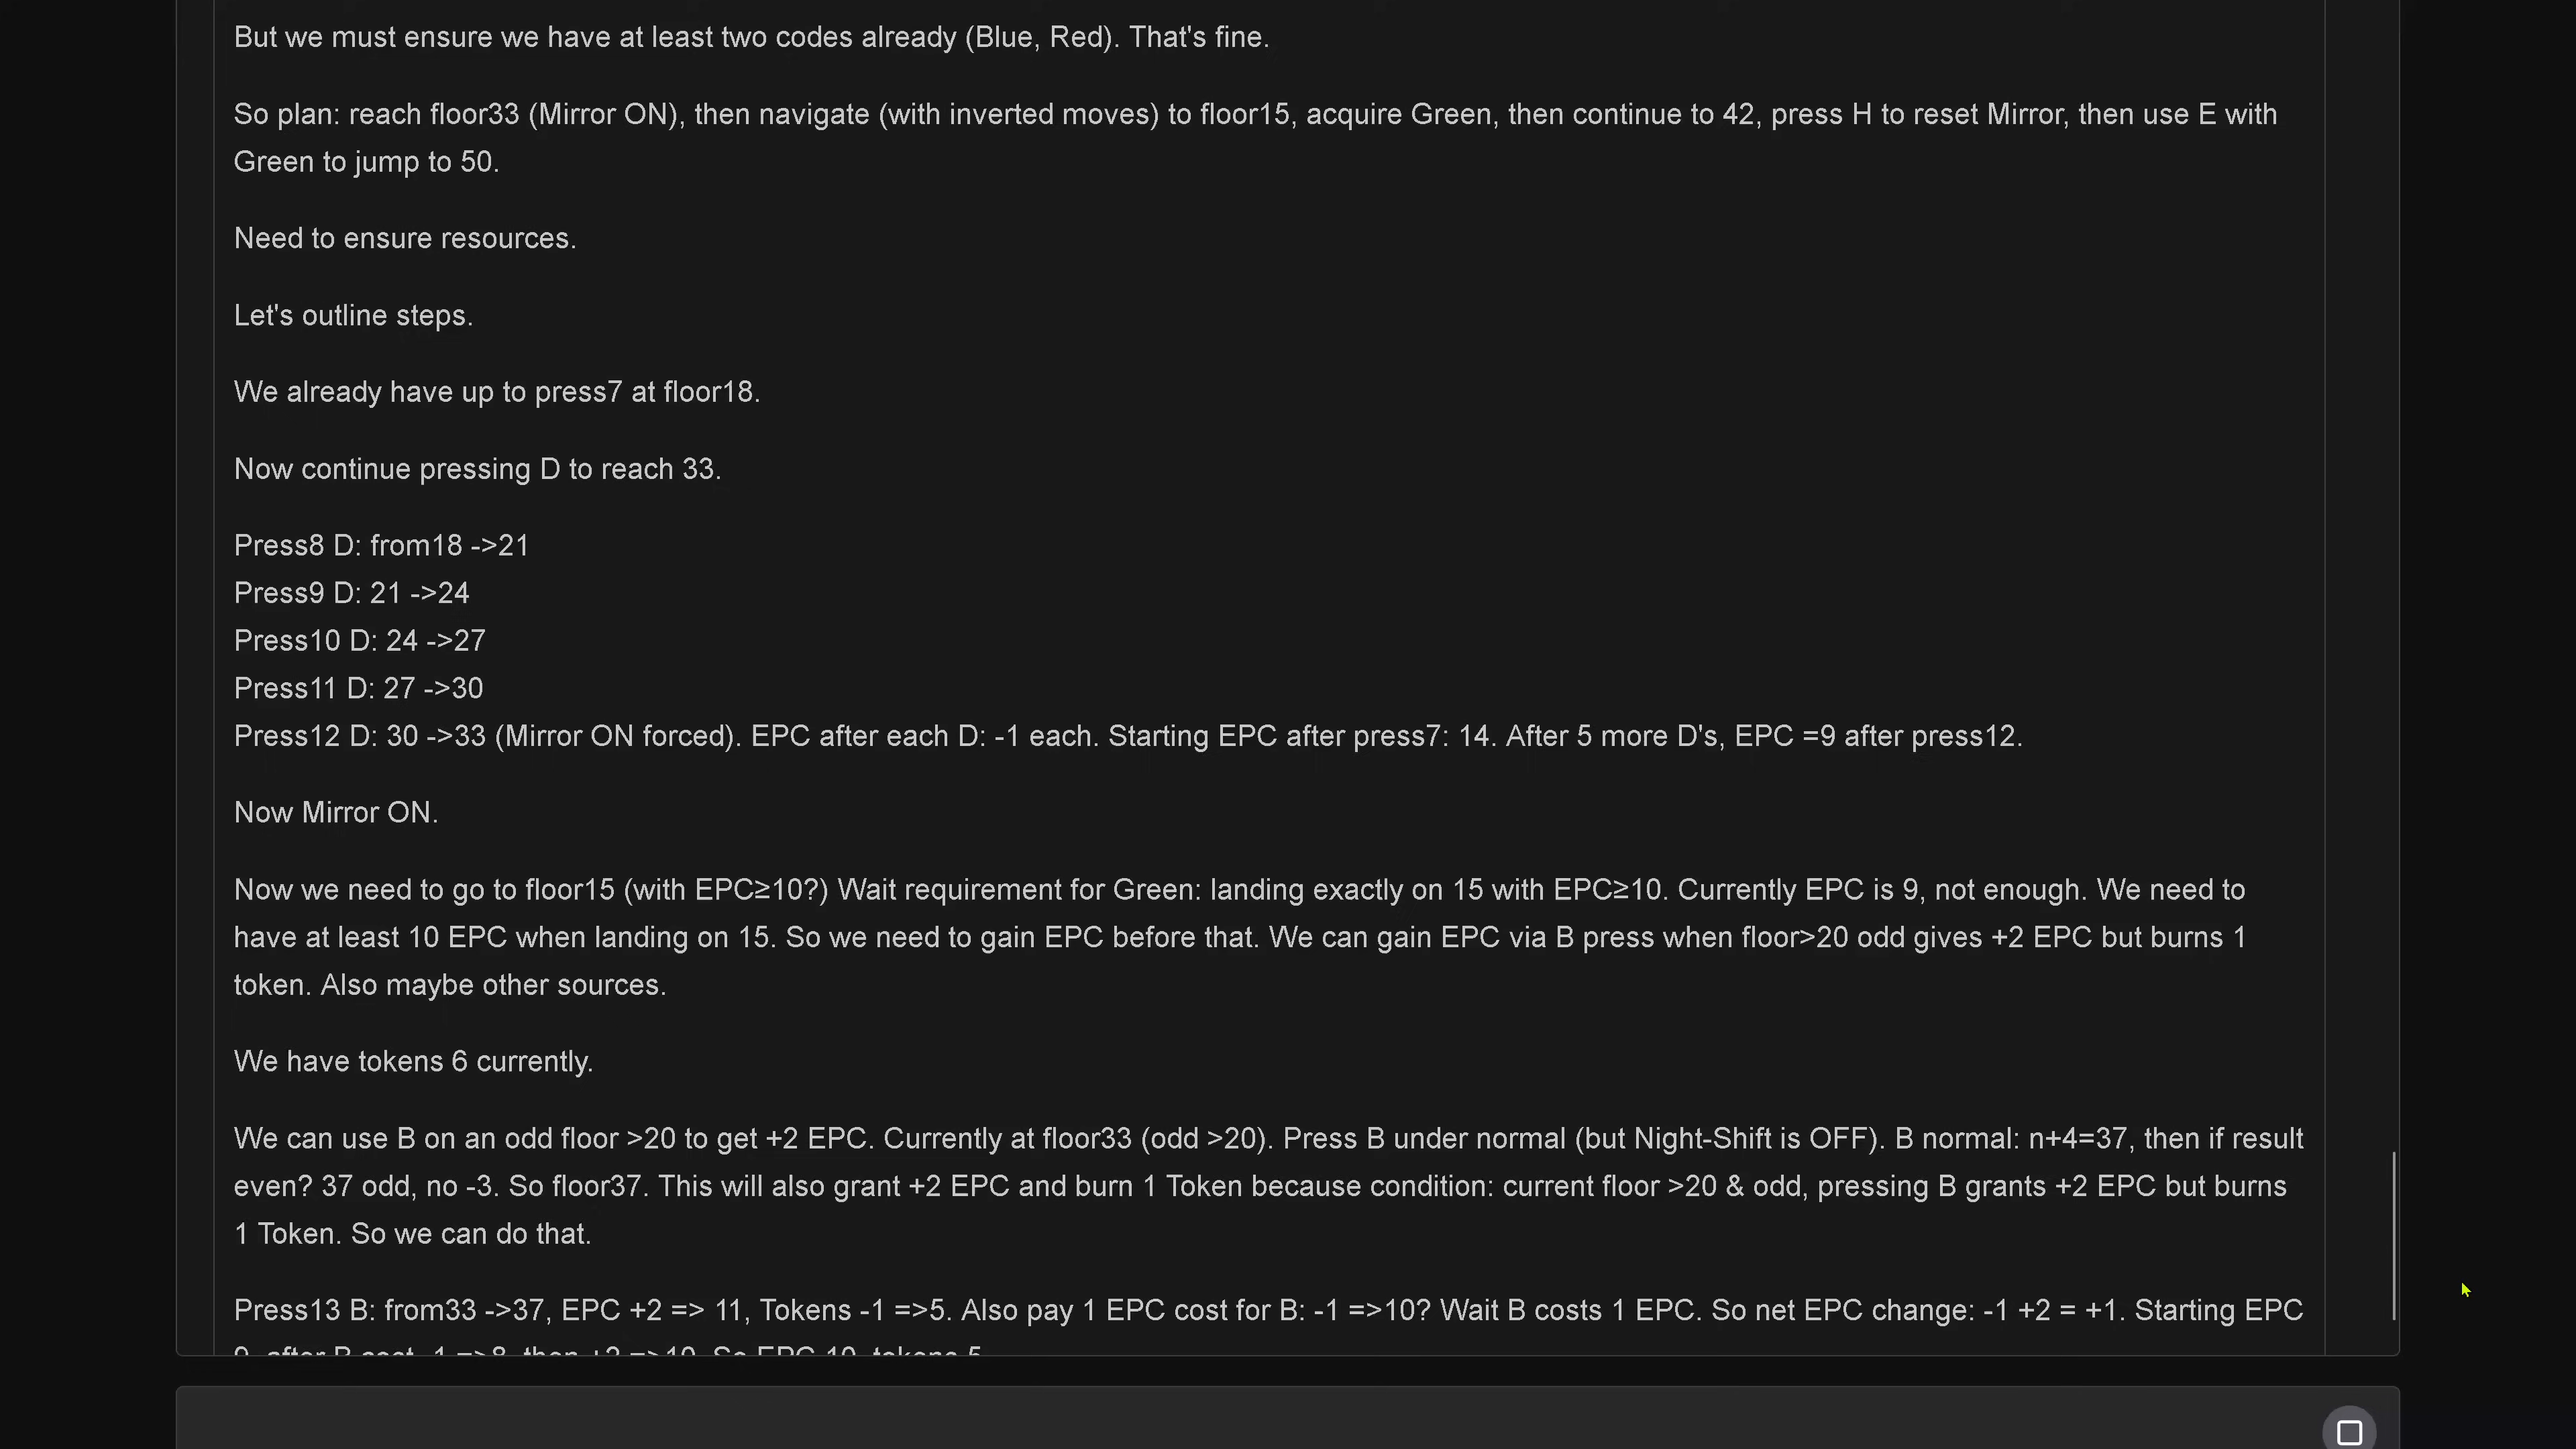 But we must ensure we have at least two codes already (Blue, Red). That's fine.
So plan: reach floor33 (Mirror ON), then navigate (with inverted moves) to floor15, acquire Green, then continue to 42, press H to reset Mirror, then use E with
Green to jump to 50.
Need to ensure resources.
Let's outline steps.
We already have up to press7 at floor18.
Now continue pressing D to reach 33.
Press8 D: from18 ->21
Press9 D: 21 ->24
Press10 D: 24 ->27
Press11 D: 27 ->30
Press12 D: 30 ->33 (Mirror ON forced). EPC after each D: -1 each. Starting EPC after press7: 14. After 5 more D's, EPC =9 after press12.
Now Mirror ON.
Now we need to go to floor15 (with EPC≥10?) Wait requirement for Green: landing exactly on 15 with EPC≥10. Currently EPC is 9, not enough. We need to
have at least 10 EPC when landing on 15. So we need to gain EPC before that. We can gain EPC via B press when floor>20 odd gives +2 EPC but burns 1
token. Also maybe other sources.
We have tokens 6 currently.
We can use B on an odd floor >20 to get +2 EPC. Currently at floor33 (odd >20). Press B under normal (but Night-Shift is OFF). B normal: n+4=37, then if result
even? 37 odd, no -3. So floor37. This will also grant +2 EPC and burn 1 Token because condition: current floor >20 & odd, pressing B grants +2 EPC but burns
1 Token. So we can do that.
Press13 B: from33 ->37, EPC +2 => 11, Tokens -1 =>5. Also pay 1 EPC cost for B: -1 =>10? Wait B costs 1 EPC. So net EPC change: -1 +2 = +1. Starting EPC
9, after B cost -1 =>8, then +2 =>10. So EPC 10, tokens 5